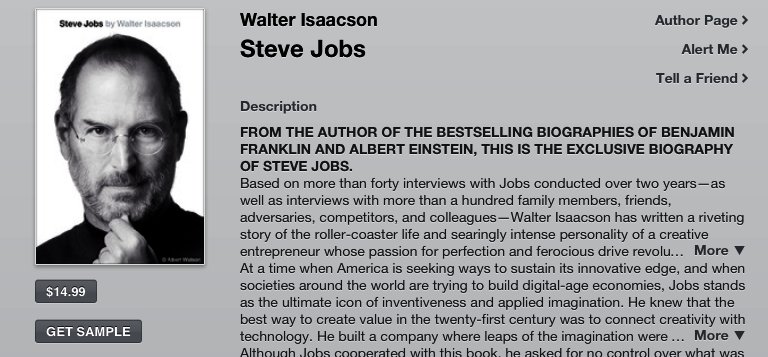 Steve Jobs by Walter Isaacson
© Albert Watson
$14.99
GET SAMPLE
Walter Isaacson
Steve Jobs
Author Page >
Alert Me >
Tell a Friend >
Description
FROM THE AUTHOR OF THE BESTSELLING BIOGRAPHIES OF BENJAMIN
FRANKLIN AND ALBERT EINSTEIN, THIS IS THE EXCLUSIVE BIOGRAPHY
OF STEVE JOBS.
Based on more than forty interviews with Jobs conducted over two years—as
well as interviews with more than a hundred family members, friends,
adversaries, competitors, and colleagues—Walter Isaacson has written a riveting
story of the roller-coaster life and searingly intense personality of a creative
entrepreneur whose passion for perfection and ferocious drive revolu… More ▼
At a time when America is seeking ways to sustain its innovative edge, and when
societies around the world are trying to build digital-age economies, Jobs stands
as the ultimate icon of inventiveness and applied imagination. He knew that the
best way to create value in the twenty-first century was to connect creativity with
technology. He built a company where leaps of the imagination were … More ▼
Although Jobs cooperated with this book, he asked for no control over what was